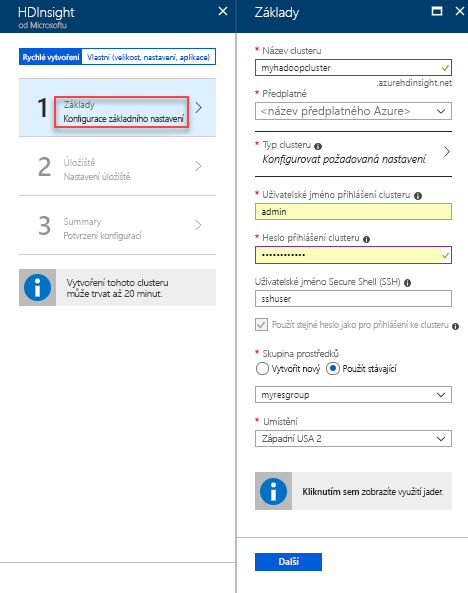 HDInsight
od Microsoftu
Rychlé vytvoření
Vlastní (velikost, nastavení, aplikace)
1
Základy
Konfigurace základního nastavení
2
Úložiště
Nastavení úložiště
3
Summary
Potvrzení konfigurací
Vytvoření tohoto clusteru
může trvat až 20 minut.
Základy
* Název clusteru
myhadoopcluster
.azurehdinsight.net
* Předplatné
<název předplatného Azure>
* Typ clusteru
Konfigurovat požadovaná nastavení
* Uživatelské jméno přihlášení clusteru
admin
* Heslo přihlášení clusteru
••••••••••••
Uživatelské jméno Secure Shell (SSH)
sshuser
Použít stejné heslo jako pro přihlášení ke clusteru
* Skupina prostředků
Vytvořit nový Použít stávající
myresgroup
* Umístění
Západní USA 2
Kliknutím sem zobrazíte využití jader.
Další